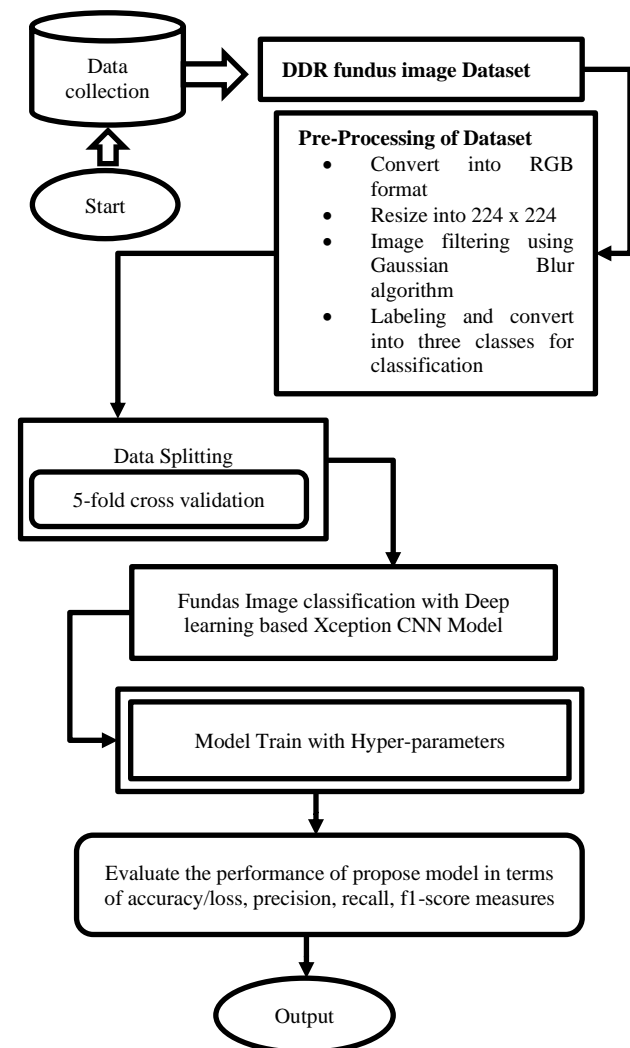 Data
collection
DDR fundus image Dataset
Start
Pre-Processing of Dataset
• Convert into RGB
format
• Resize into 224 x 224
• Image filtering using
Gaussian Blur
algorithm
• Labeling and convert
into three classes for
classification
Data Splitting
5-fold cross validation
Fundas Image classification with Deep
learning based Xception CNN Model
Model Train with Hyper-parameters
Evaluate the performance of propose model in terms
of accuracy/loss, precision, recall, f1-score measures
Output